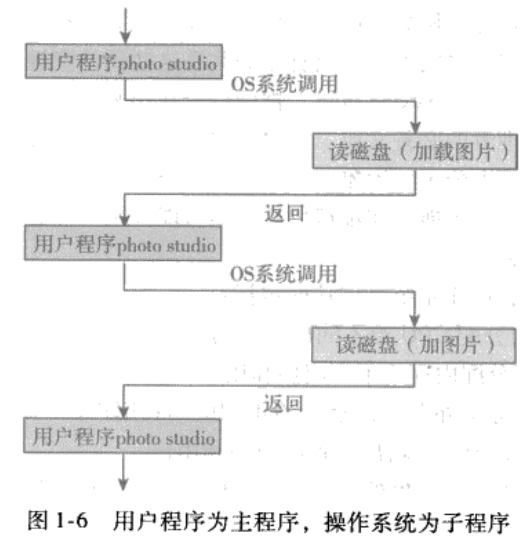 用户程序photo studio
OS系统调用
读磁盘（加载图片）
返回
用户程序photo studio
OS系统调用
读磁盘（加图片）
返回
用户程序photo studio
图 1-6 用户程序为主程序，操作系统为子程序